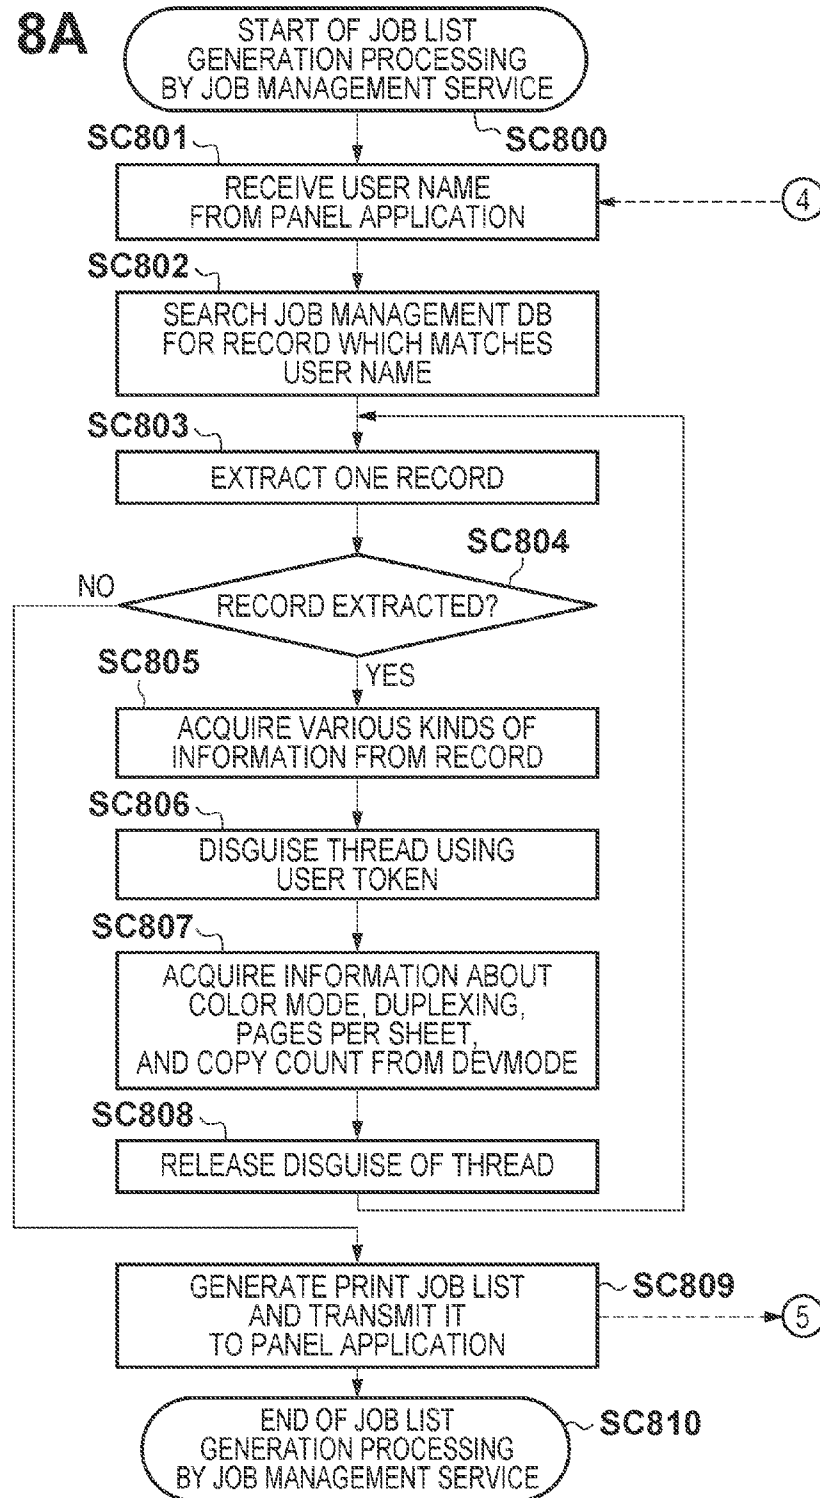 8A
START OF JOB LIST
GENERATION PROCESSING
BY JOB MANAGEMENT SERVICE
SC800
SC801
RECEIVE USER NAME
FROM PANEL APPLICATION
4
SC802
SEARCH JOB MANAGEMENT DB
FOR RECORD WHICH MATCHES
USER NAME
SC803
EXTRACT ONE RECORD
SC804
NO
RECORD EXTRACTED?
YES
SC805
ACQUIRE VARIOUS KINDS OF
INFORMATION FROM RECORD
SC806
DISGUISE THREAD USING
USER TOKEN
SC807
ACQUIRE INFORMATION ABOUT
COLOR MODE, DUPLEXING,
PAGES PER SHEET,
AND COPY COUNT FROM DEVMODE
SC808
RELEASE DISGUISE OF THREAD
GENERATE PRINT JOB LIST
AND TRANSMIT IT
TO PANEL APPLICATION
SC809
5
END OF JOB LIST
GENERATION PROCESSING
BY JOB MANAGEMENT SERVICE
SC810